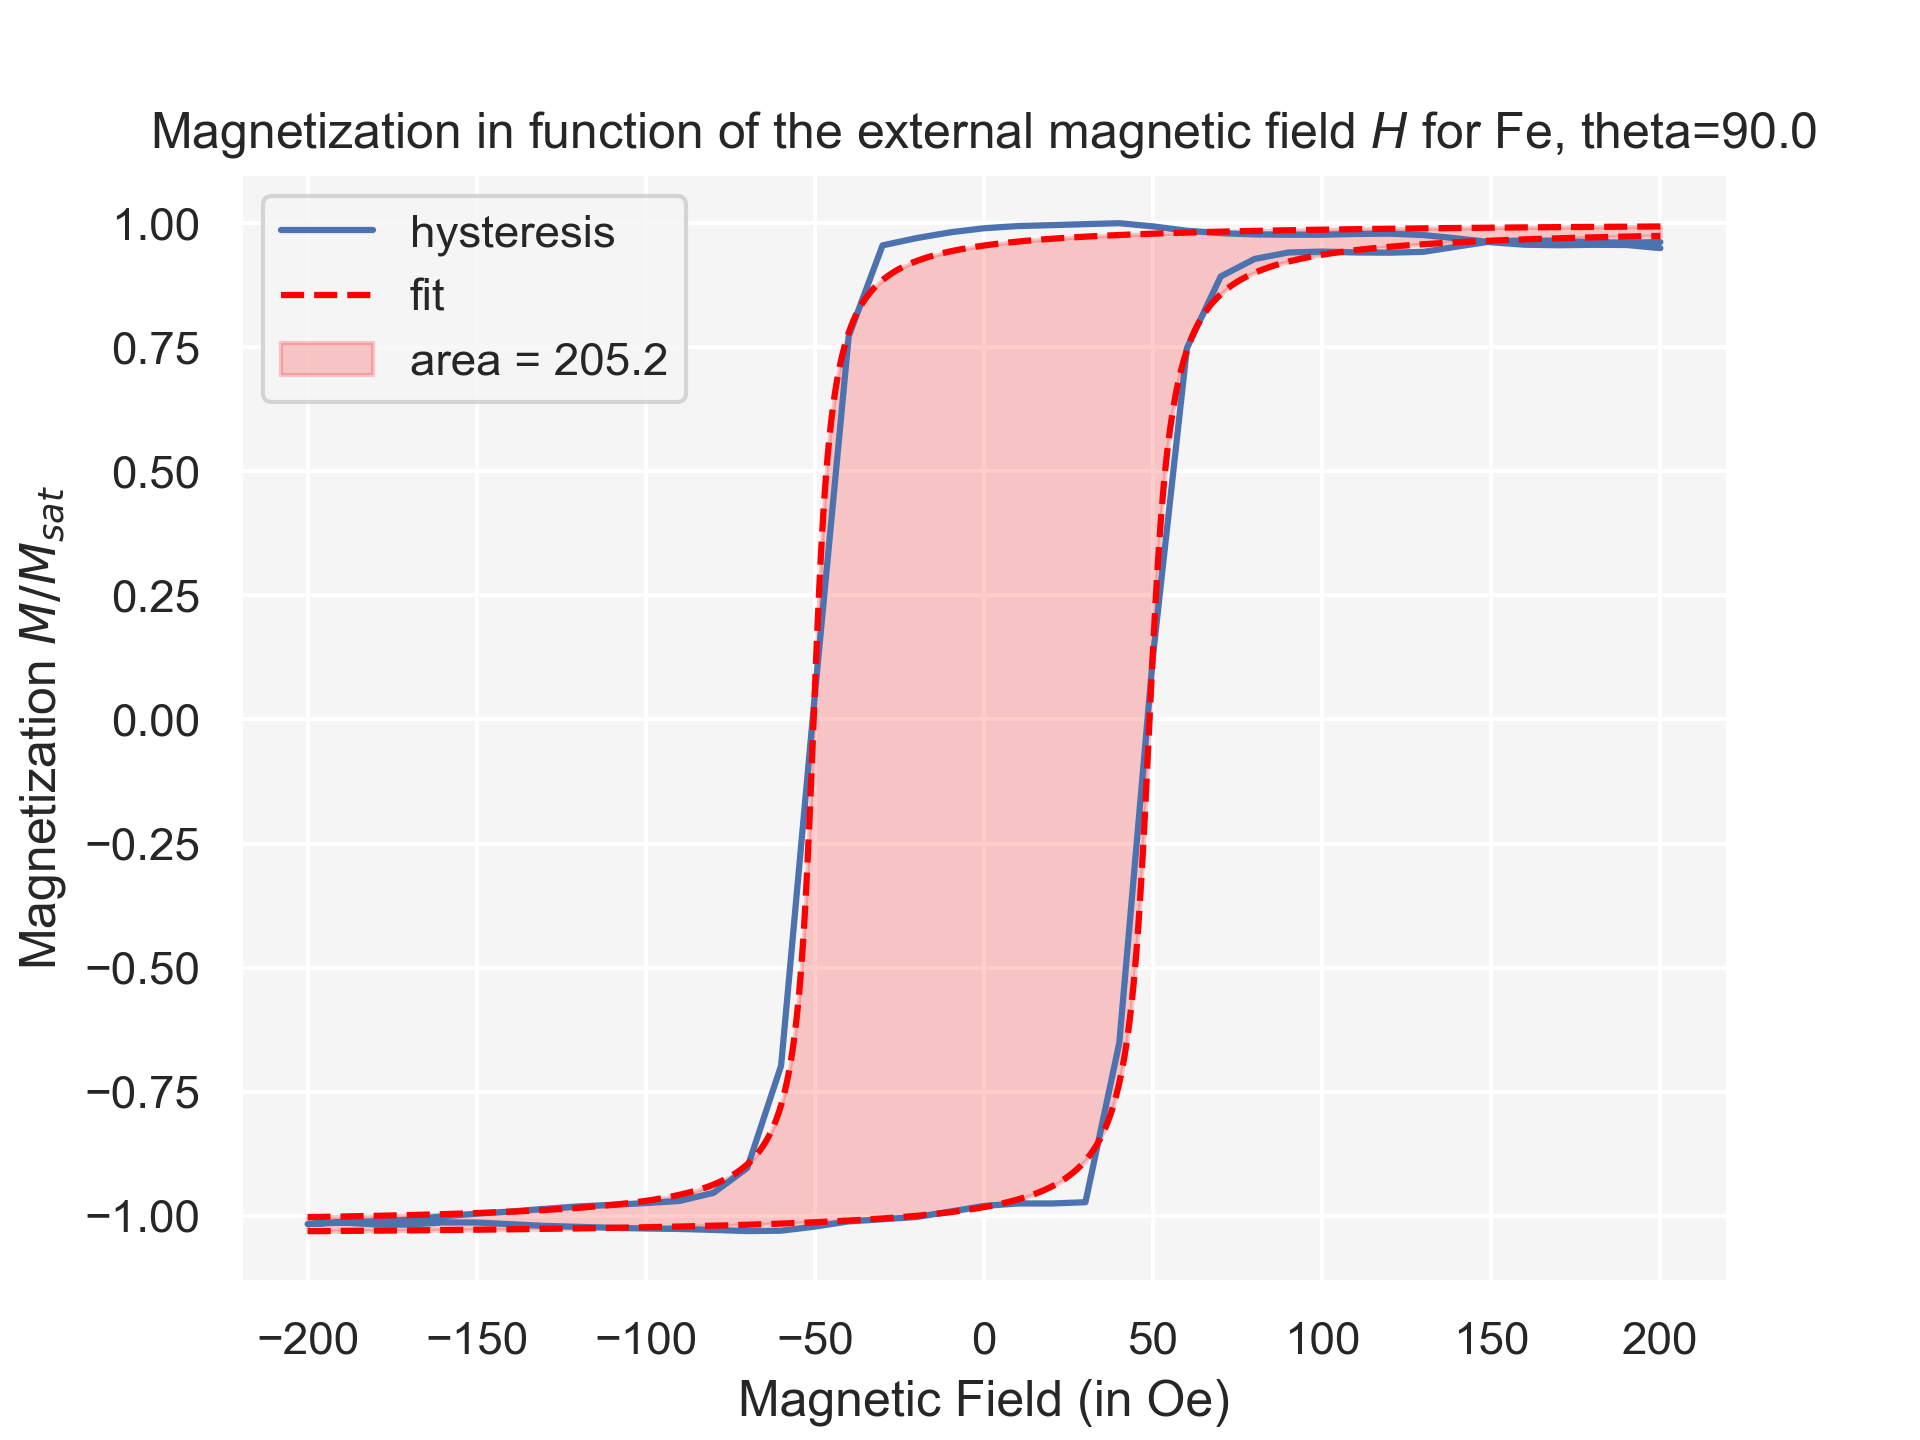 Magnetization in function of the external magnetic field H for Fe, theta=90.0
hysteresis
fit
area = 205.2
Magnetization M/M_sat
1.00
0.75
0.50
0.25
0.00
−0.25
−0.50
−0.75
−1.00
−200 −150 −100 −50 0 50 100 150 200
Magnetic Field (in Oe)